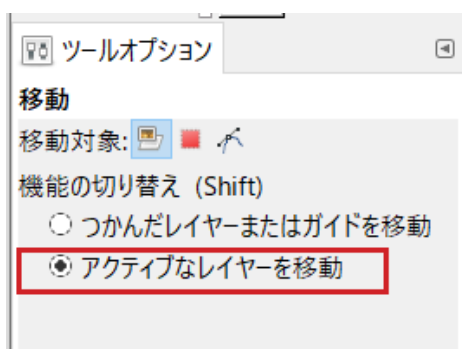 ツールオプション
移動
移動対象:
機能の切り替え (Shift)
つかんだレイヤーまたはガイドを移動
アクティブなレイヤーを移動